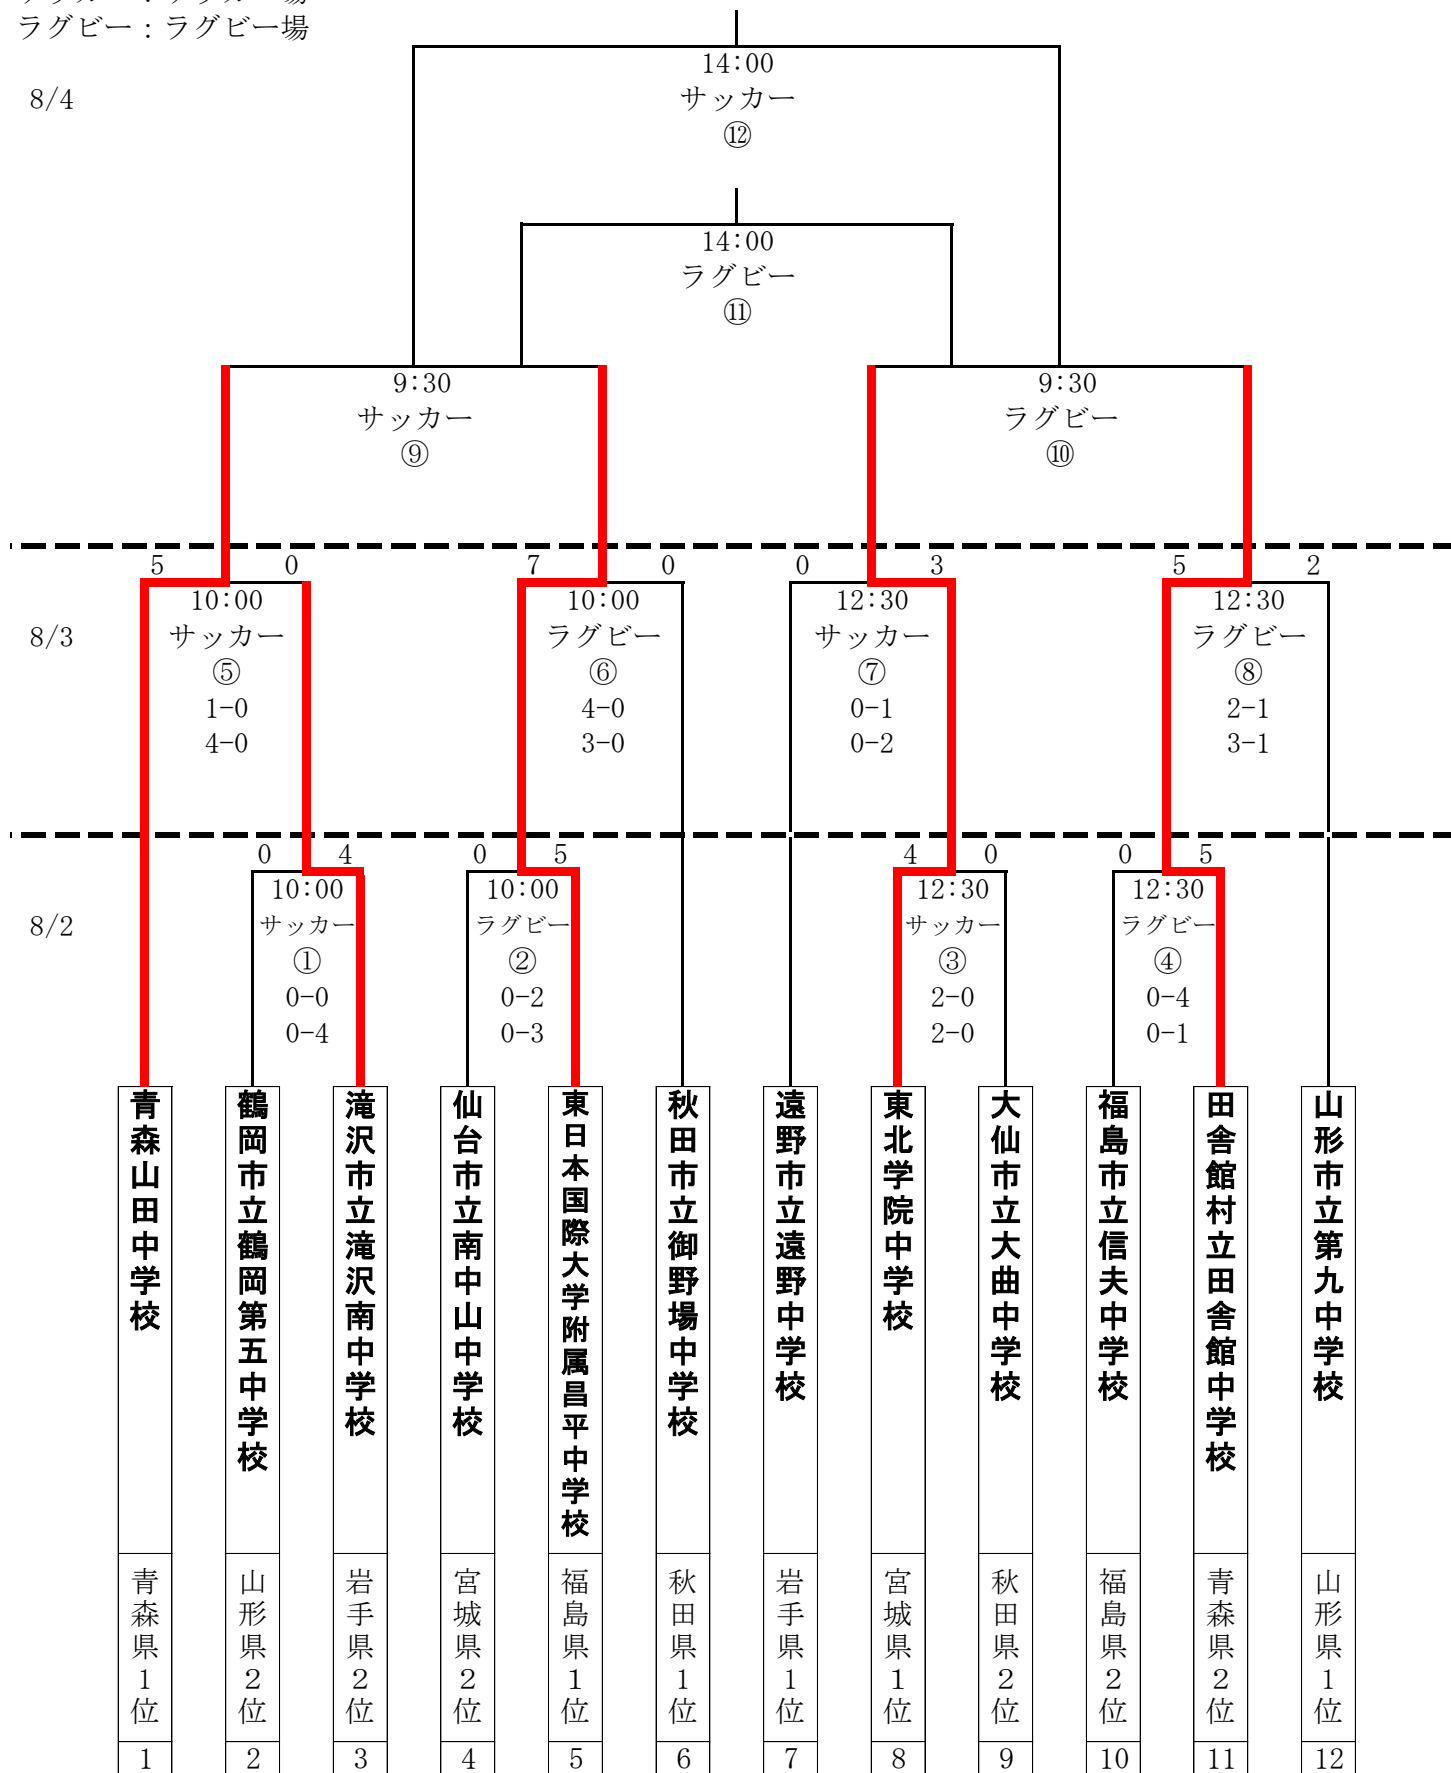 ラグビー：ラグビー場
14:00
8/4
サッカー
⑫
14:00
ラグビー
⑪
9:30
9:30
サッカー
ラグビー
⑨
⑩
5 0 7 0 0 3 5 2
10:00 10:00 12:30 12:30
8/3 サッカー ラグビー サッカー ラグビー
⑤ ⑥ ⑦ ⑧
1-0 4-0 0-1 2-1
4-0 3-0 0-2 3-1
0 4 0 5 4 0 0 5
10:00 10:00 12:30 12:30
8/2 サッカー ラグビー サッカー ラグビー
① ② ③ ④
0-0 0-2 2-0 0-4
0-4 0-3 2-0 0-1
青森山田中学校
鶴岡市立鶴岡第五中学校
滝沢市立滝沢南中学校
仙台市立南中山中学校
東日本国際大学附属昌平中学校
秋田市立御野場中学校
遠野市立遠野中学校
東北学院中学校
大仙市立大曲中学校
福島市立信夫中学校
田舎館村立田舎館中学校
山形市立第九中学校
青森県１位
山形県２位
岩手県２位
宮城県２位
福島県１位
秋田県１位
岩手県１位
宮城県１位
秋田県２位
福島県２位
青森県２位
山形県１位
1 2 3 4 5 6 7 8 9 10 11 12